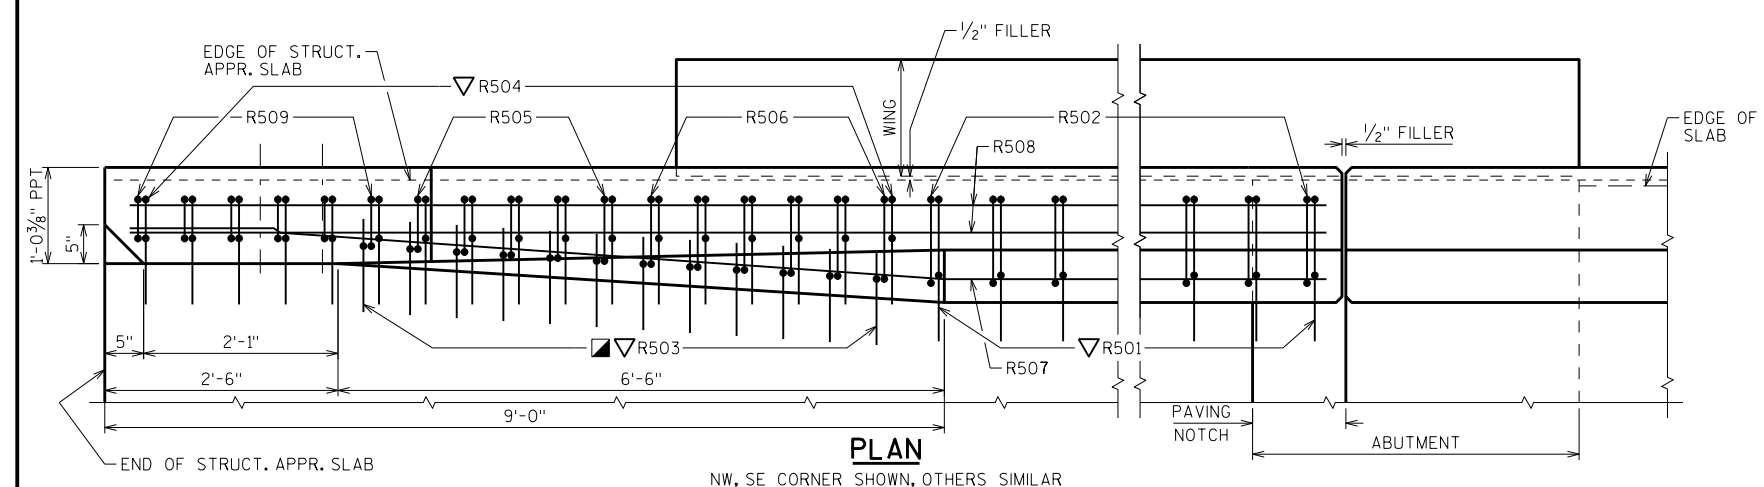 1/2" FILLER
EDGE OF STRUCT.
APPR. SLAB
R504
R509
R505
R506
WING
R502
1/2" FILLER
EDGE OF
SLAB
R508
1'-0 3/8" PPT
5"
5"
2'-1"
R503
R501
R507
2'-6"
6'-6"
9'-0"
PAVING
NOTCH
ABUTMENT
END OF STRUCT. APPR. SLAB
PLAN
NW, SE CORNER SHOWN, OTHERS SIMILAR